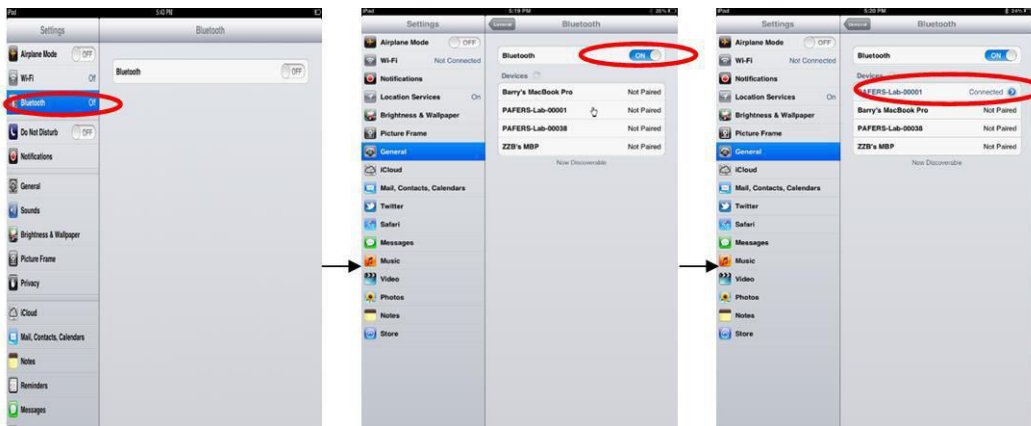 iPad 5:42 PM
Settings
Bluetooth
Airplane Mode OFF
Wi-Fi Off
Bluetooth Off
Bluetooth OFF
Do Not Disturb OFF
Notifications
General
Sounds
Brightness & Wallpaper
Picture Frame
Privacy
iCloud
Mail, Contacts, Calendars
Notes
Reminders
Messages
iPad 5:19 PM 25%
Settings
General Bluetooth
Airplane Mode OFF
Wi-Fi Not Connected
Notifications
Location Services On
Brightness & Wallpaper
Picture Frame
General
iCloud
Mail, Contacts, Calendars
Twitter
Safari
Messages
Music
Video
Photos
Notes
Store
Bluetooth ON
Devices
Barry's MacBook Pro Not Paired
PAFERS-Lab-00001 Not Paired
PAFERS-Lab-00038 Not Paired
ZZB's MBP Not Paired
Now Discoverable
iPad 5:20 PM 24%
Settings
General Bluetooth
Airplane Mode OFF
Wi-Fi Not Connected
Notifications
Location Services On
Brightness & Wallpaper
Picture Frame
General
iCloud
Mail, Contacts, Calendars
Twitter
Safari
Messages
Music
Video
Photos
Notes
Store
Bluetooth ON
Devices
PAFERS-Lab-00001 Connected
Barry's MacBook Pro Not Paired
PAFERS-Lab-00038 Not Paired
ZZB's MBP Not Paired
Now Discoverable